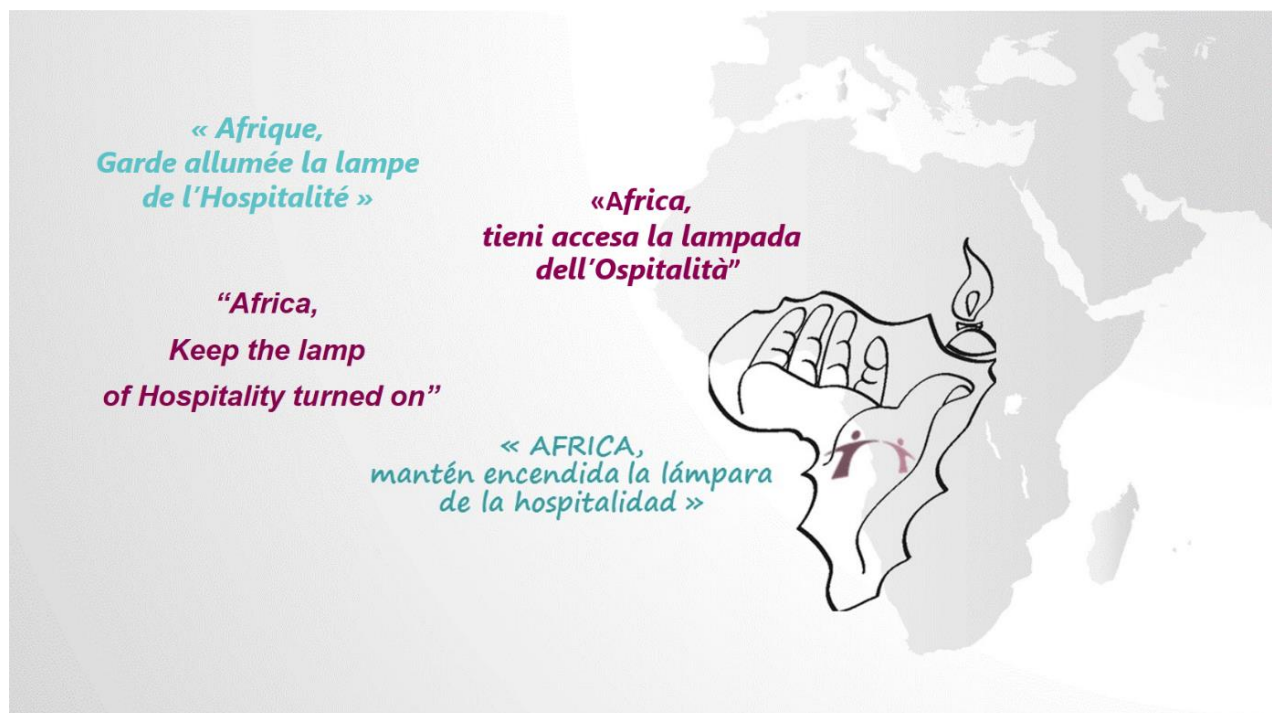 « Afrique,
Garde allumée la lampe
de l’Hospitalité »
«Africa,
tieni accesa la lampada
dell’Ospitalità”
“Africa,
Keep the lamp
of Hospitality turned on”
« AFRICA,
mantén encendida la lámpara
de la hospitalidad »